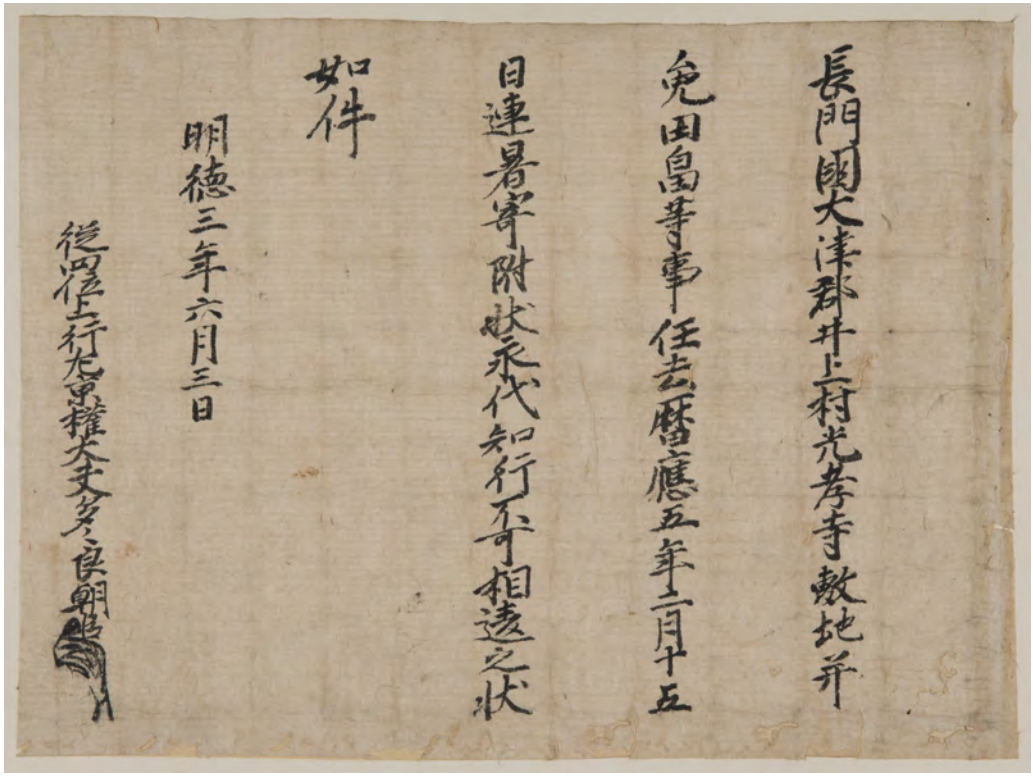 長門國大津郡井上村光孝寺敷地并
免田畠等事任去暦應五年二月十五
日連署寄附状永代知行不可相違之状
如件
明徳三年六月三日
従四位上行左京権大夫多々良朝臣